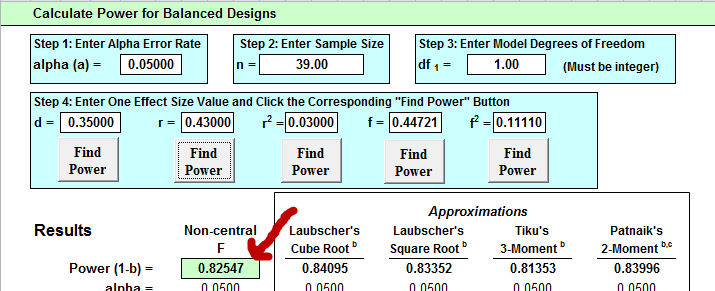 Calculate Power for Balanced Designs
Step 1: Enter Alpha Error Rate
alpha (a) = 0.05000
Step 2: Enter Sample Size
n = 39.00
Step 3: Enter Model Degrees of Freedom
df 1 = 1.00 (Must be integer)
Step 4: Enter One Effect Size Value and Click the Corresponding "Find Power" Button
d = 0.35000 r = 0.43000 r² = 0.03000 f = 0.44721 f² = 0.11110
Find Find Find Find Find
Power Power Power Power Power
Approximations
Results Non-central Laubscher's Laubscher's Tiku's Patnaik's
F Cube Root b Square Root b 3-Moment b 2-Moment b,c
Power (1-b) = 0.82547 0.84095 0.83352 0.81353 0.83996
alpha = 0.0500 0.0500 0.0500 0.0500 0.0500